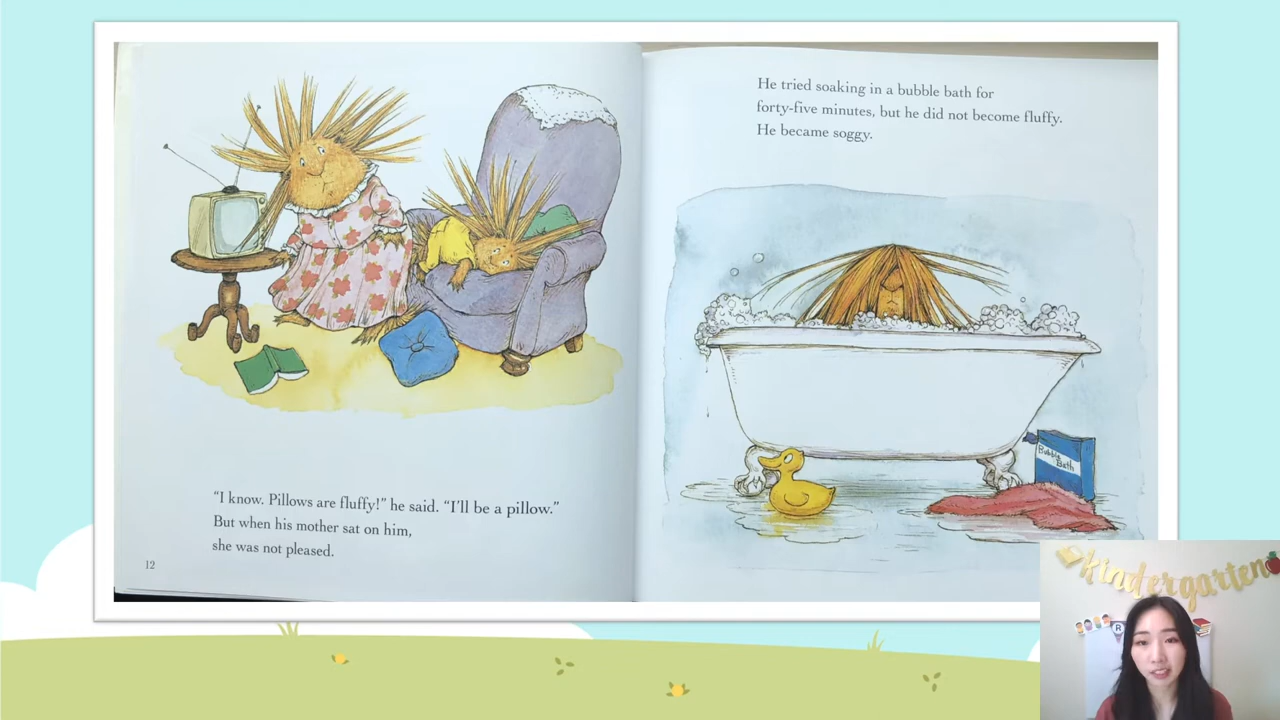 "I know. Pillows are fluffy!" he said. "I'll be a pillow."
But when his mother sat on him,
she was not pleased.
12
He tried soaking in a bubble bath for
forty-five minutes, but he did not become fluffy.
He became soggy.
Bubble
Bath
kindergarten
R